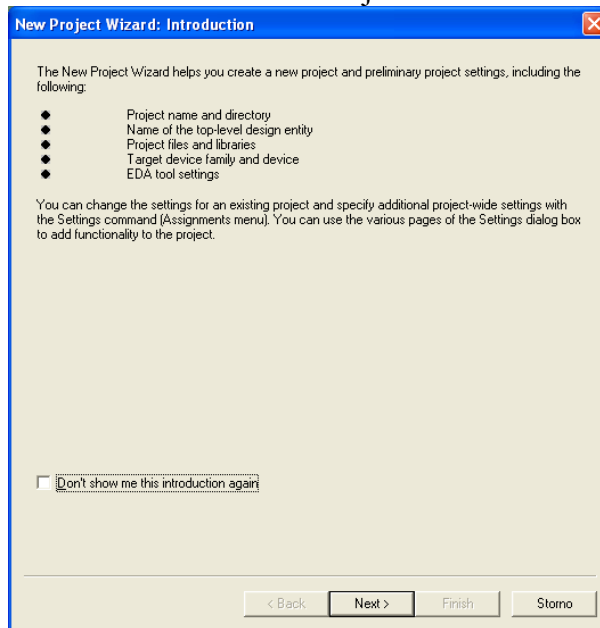 New Project Wizard: Introduction
The New Project Wizard helps you create a new project and preliminary project settings, including the
following:
Project name and directory
Name of the top-level design entity
Project files and libraries
Target device family and device
EDA tool settings
You can change the settings for an existing project and specify additional project-wide settings with
the Settings command (Assignments menu). You can use the various pages of the Settings dialog box
to add functionality to the project.
Don't show me this introduction again
< Back
Next >
Finish
Storno